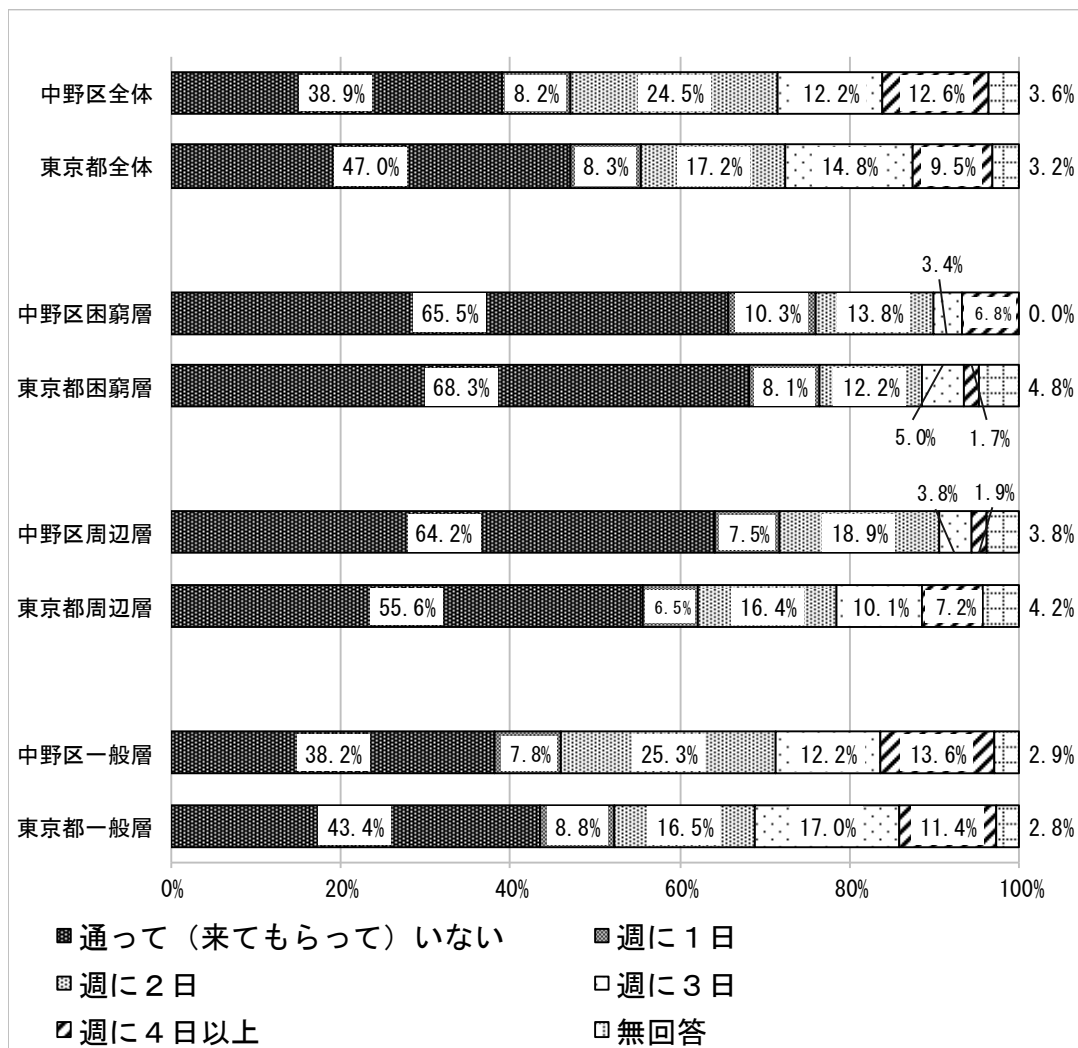 中野区全体 38.9% 8.2% 24.5% 12.2% 12.6% 3.6%
東京都全体 47.0% 8.3% 17.2% 14.8% 9.5% 3.2%
3.4%
中野区困窮層 65.5% 10.3% 13.8% 6.8% 0.0%
東京都困窮層 68.3% 8.1% 12.2% 4.8%
5.0% 1.7%
3.8% 1.9%
中野区周辺層 64.2% 7.5% 18.9% 3.8%
東京都周辺層 55.6% 6.5% 16.4% 10.1% 7.2% 4.2%
中野区一般層 38.2% 7.8% 25.3% 12.2% 13.6% 2.9%
東京都一般層 43.4% 8.8% 16.5% 17.0% 11.4% 2.8%
0% 20% 40% 60% 80% 100%
通って（来てもらって）いない 週に１日
週に２日 週に３日
週に４日以上 無回答